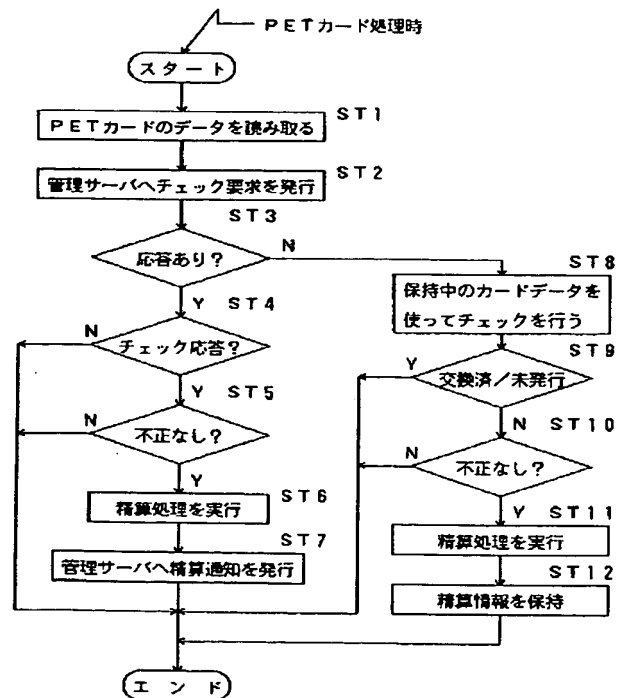 PETカード処理時
スタート
ST1
PETカードのデータを読み取る
ST2
管理サーバへチェック要求を発行
ST3
応答あり?
N
Y
ST4
チェック応答?
N
Y
ST5
不正なし?
N
Y
ST6
精算処理を実行
ST7
管理サーバへ精算通知を発行
ST8
保持中のカードデータを
使ってチェックを行う
ST9
交換済/未発行
Y
N
ST10
不正なし?
N
Y
ST11
精算処理を実行
ST12
精算情報を保持
エンド